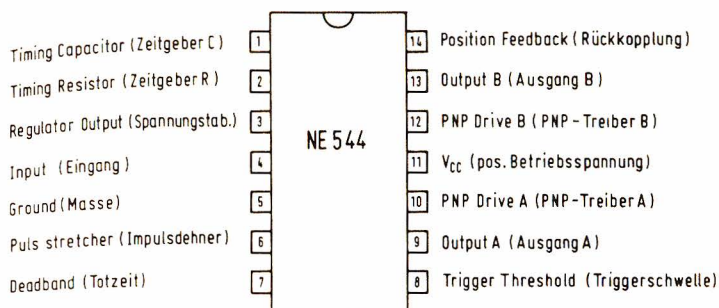 Timing Capacitor (Zeitgeber C) 1
Timing Resistor (Zeitgeber R) 2
Regulator Output (Spannungstab.) 3
Input (Eingang) 4
Ground (Masse) 5
Puls stretcher (Impulsdehner) 6
Deadband (Totzeit) 7
NE 544
14 Position Feedback (Rückkopplung)
13 Output B (Ausgang B)
12 PNP Drive B (PNP-Treiber B)
11 VCC (pos. Betriebsspannung)
10 PNP Drive A (PNP-Treiber A)
9 Output A (Ausgang A)
8 Trigger Threshold (Triggerschwelle)